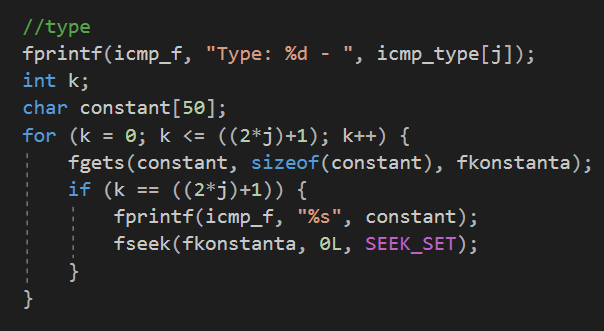 //type
fprintf(icmp_f, "Type: %d - ", icmp_type[j]);
int k;
char constant[50];
for (k = 0; k <= ((2*j)+1); k++) {
    fgets(constant, sizeof(constant), fkonstanta);
    if (k == ((2*j)+1)) {
        fprintf(icmp_f, "%s", constant);
        fseek(fkonstanta, 0L, SEEK_SET);
    }
}